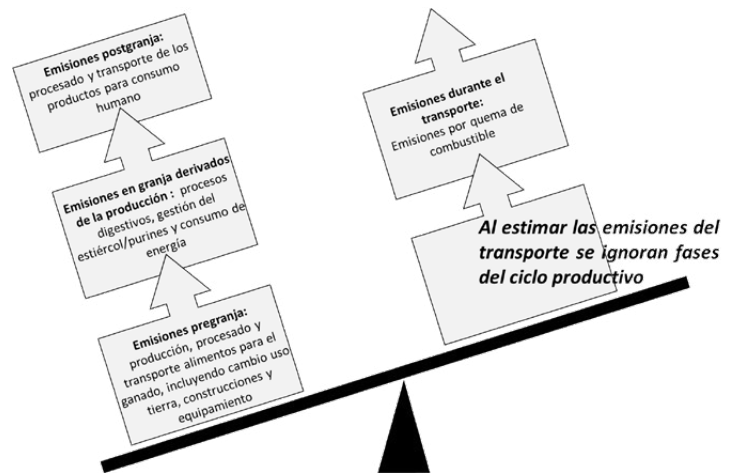 Emisiones postgranja:
procesado y transporte de los
productos para consumo
humano
Emisiones en granja derivados
de la producción : procesos
digestivos, gestión del
estiércol/purines y consumo de
energía
Emisiones pregranja:
producción, procesado y
transporte alimentos para el
ganado, incluyendo cambio uso
tierra, construcciones y
equipamiento
Emisiones durante el
transporte:
Emisiones por quema de
combustible
Al estimar las emisiones del
transporte se ignoran fases
del ciclo productivo